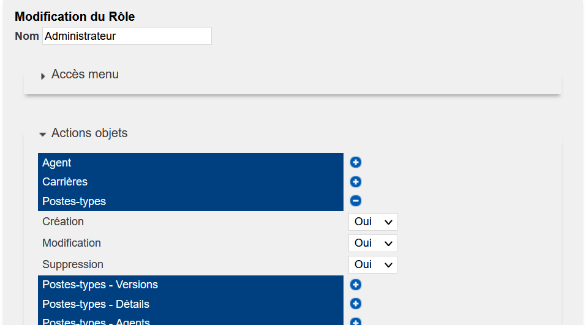 Modification du Rôle
Nom Administrateur
Accès menu
Actions objets
Agent
Carrières
Postes-types
Création Oui
Modification Oui
Suppression Oui
Postes-types - Versions
Postes-types - Détails
Postes-types - Agents